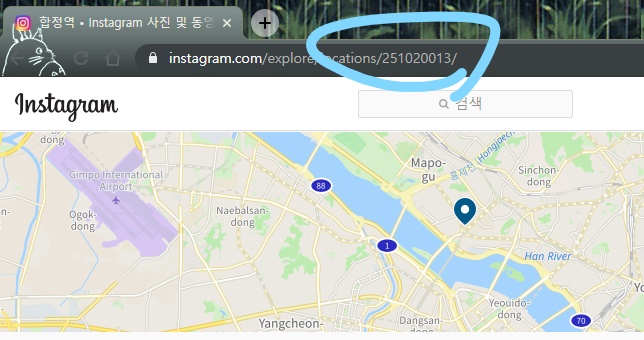 합정역 • Instagram 사진 및 동영
instagram.com/explore/locations/251020013/
Instagram
검색
Gimpo International
Airport
Ogok-
dong
Naebalsan-
dong
Yangcheon-
88
1
Mapo-
gu
Sinchon-
dong
Hongjecheon
Han River
Yeouido-
dong
Dangsan-
dong
70
dong